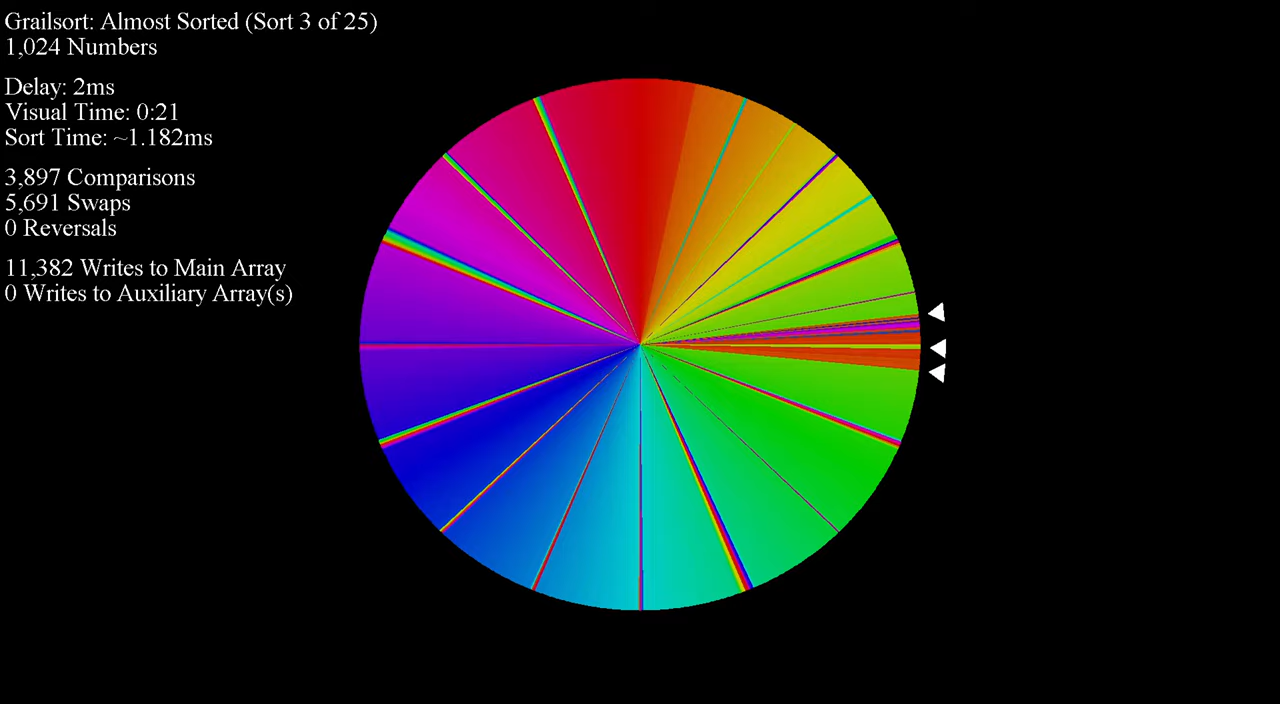 Grailsort: Almost Sorted (Sort 3 of 25)
1,024 Numbers
Delay: 2ms
Visual Time: 0:21
Sort Time: ~1.182ms
3,897 Comparisons
5,691 Swaps
0 Reversals
11,382 Writes to Main Array
0 Writes to Auxiliary Array(s)